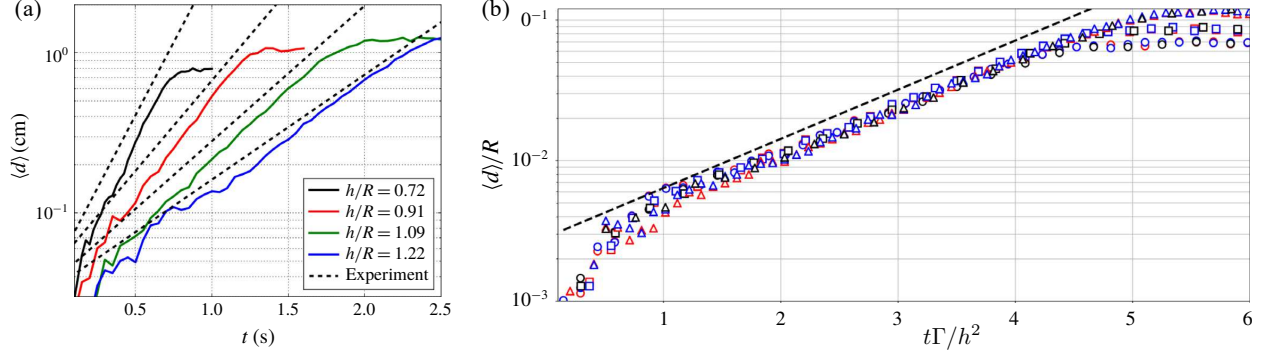 (a)
10⁰
10⁻¹
⟨d⟩ (cm)
h/R = 0.72
h/R = 0.91
h/R = 1.09
h/R = 1.22
Experiment
0.5 1.0 1.5 2.0 2.5
t (s)
(b)
0⁻¹
10⁻²
10⁻³
⟨d⟩/R
1 2 3 4 5 6
tΓ/h²